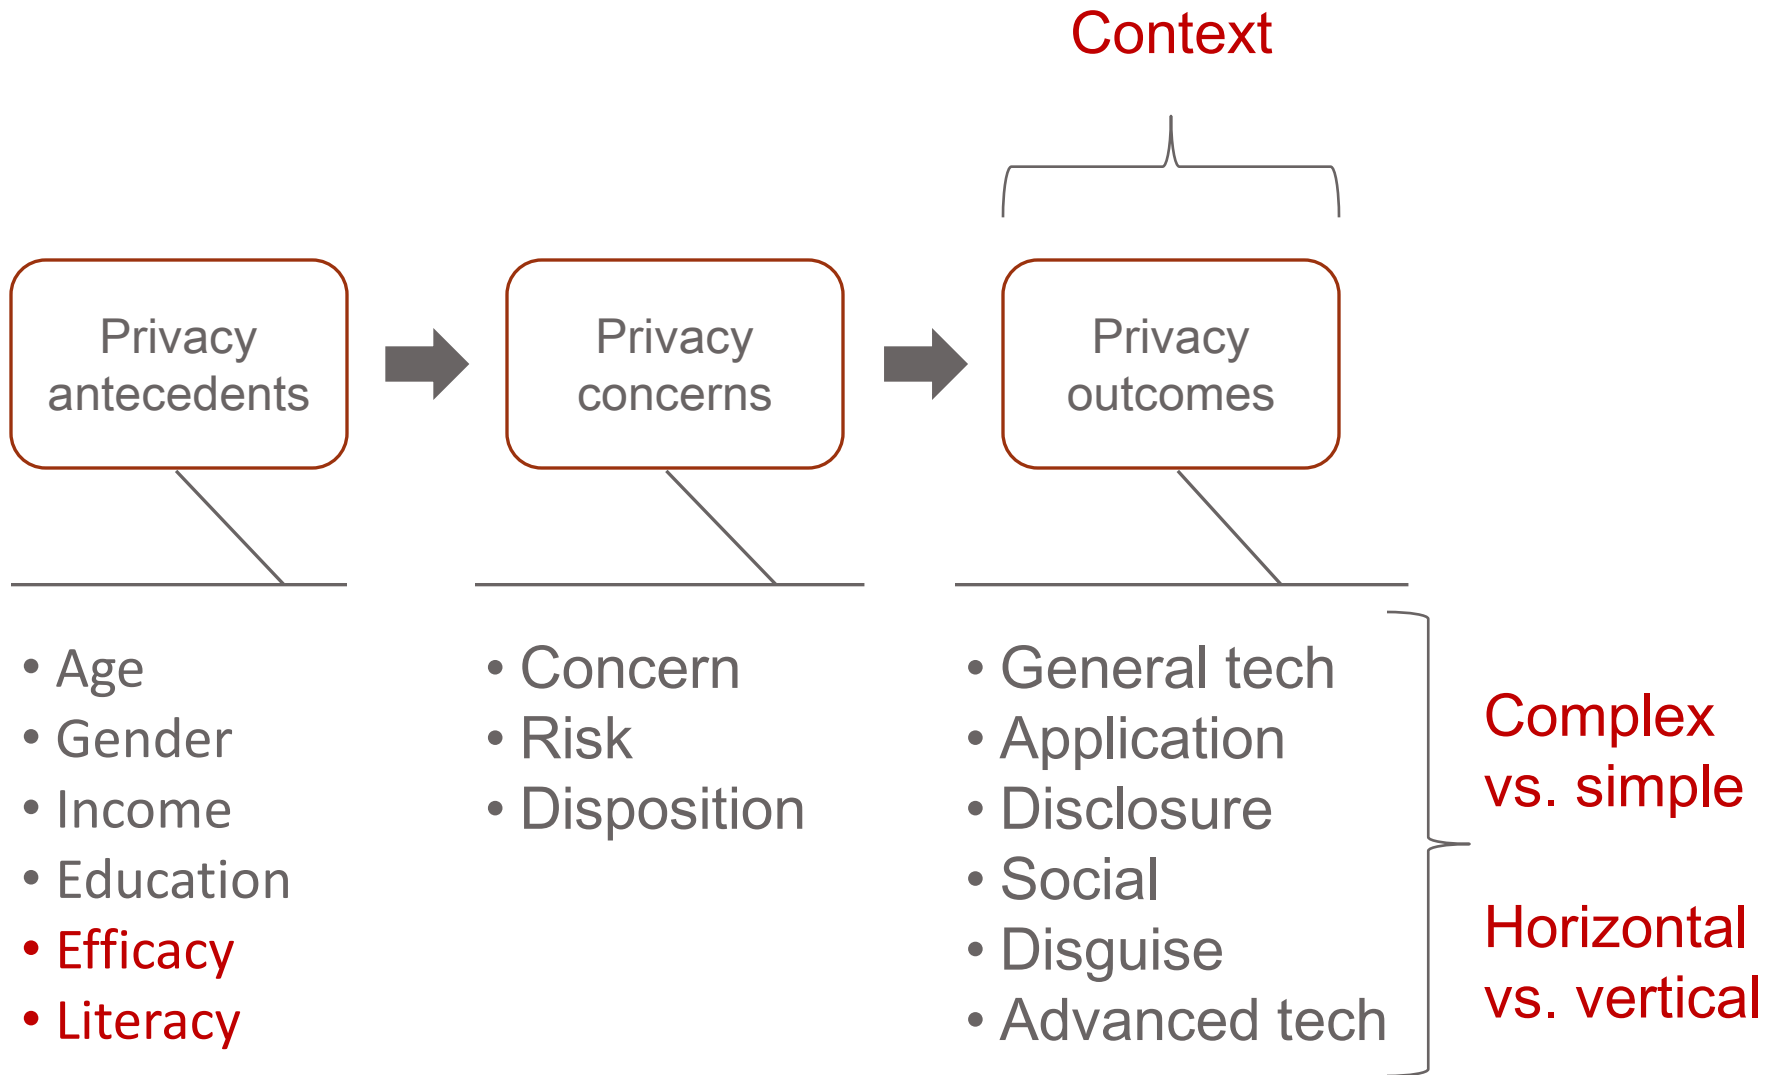 Context
Privacy
antecedents
Privacy
concerns
Privacy
outcomes
• Age
• Gender
• Income
• Education
• Efficacy
• Literacy
• Concern
• Risk
• Disposition
• General tech
• Application
• Disclosure
• Social
• Disguise
• Advanced tech
Complex
vs. simple
Horizontal
vs. vertical